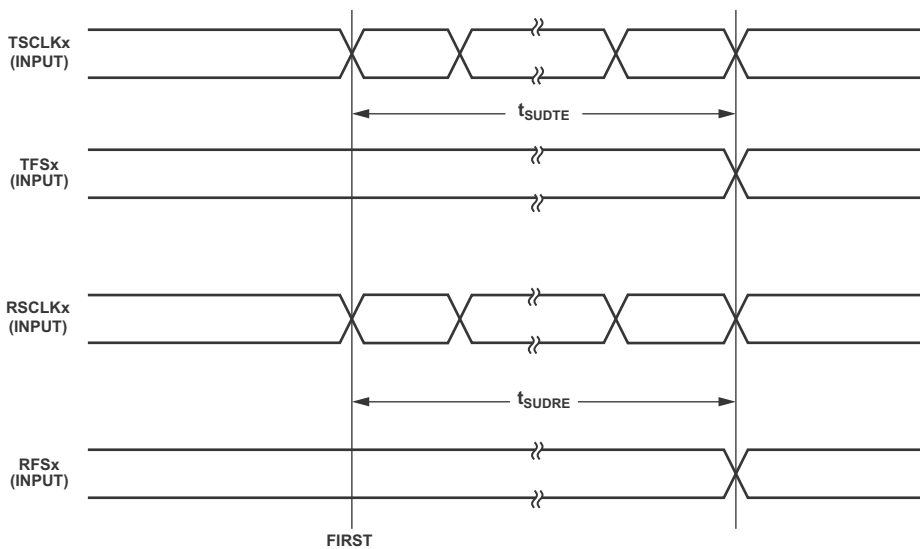 TSCLKx
(INPUT)
tSUDTE
TFSx
(INPUT)
RSCLKx
(INPUT)
tSUDRE
RFSx
(INPUT)
FIRST